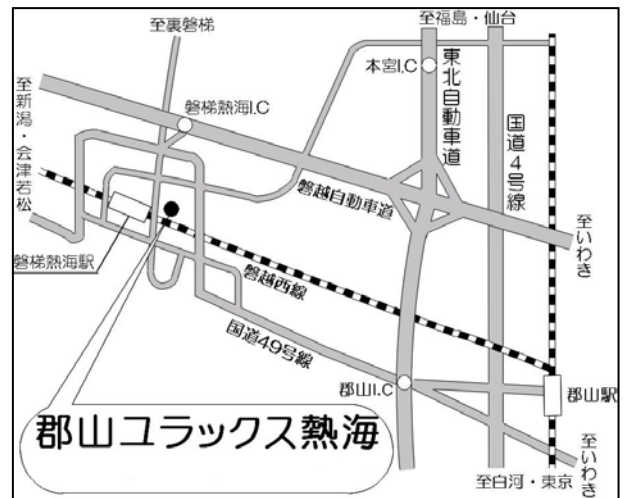 至福島・仙台
至裏磐梯
本宮I.C
東北自動車道
至新潟・会津若松
磐梯熱海I.C
国道4号線
磐越自動車道
至いわき
磐梯熱海駅
磐越西線
国道49号線
郡山I.C
郡山駅
郡山ユラックス熱海
至いわき
至白河・東京